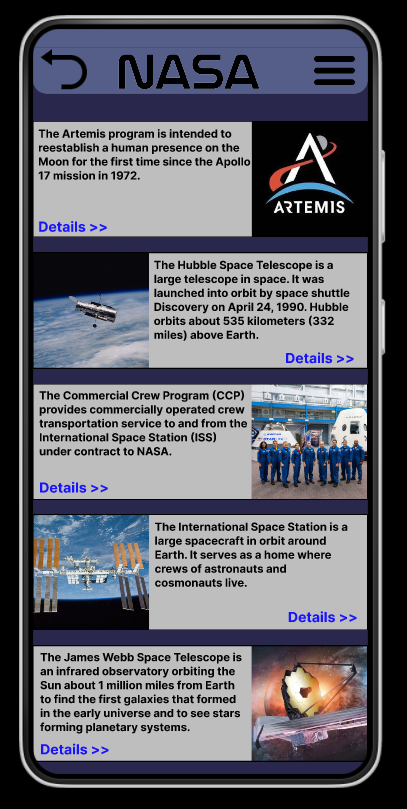 NASA
The Artemis program is intended to
reestablish a human presence on the
Moon for the first time since the Apollo
17 mission in 1972.
Details >>
ARTEMIS
The Hubble Space Telescope is a
large telescope in space. It was
launched into orbit by space shuttle
Discovery on April 24, 1990. Hubble
orbits about 535 kilometers (332
miles) above Earth.
Details >>
The Commercial Crew Program (CCP)
provides commercially operated crew
transportation service to and from the
International Space Station (ISS)
under contract to NASA.
Details >>
The International Space Station is a
large spacecraft in orbit around
Earth. It serves as a home where
crews of astronauts and
cosmonauts live.
Details >>
The James Webb Space Telescope is
an infrared observatory orbiting the
Sun about 1 million miles from Earth
to find the first galaxies that formed
in the early universe and to see stars
forming planetary systems.
Details >>